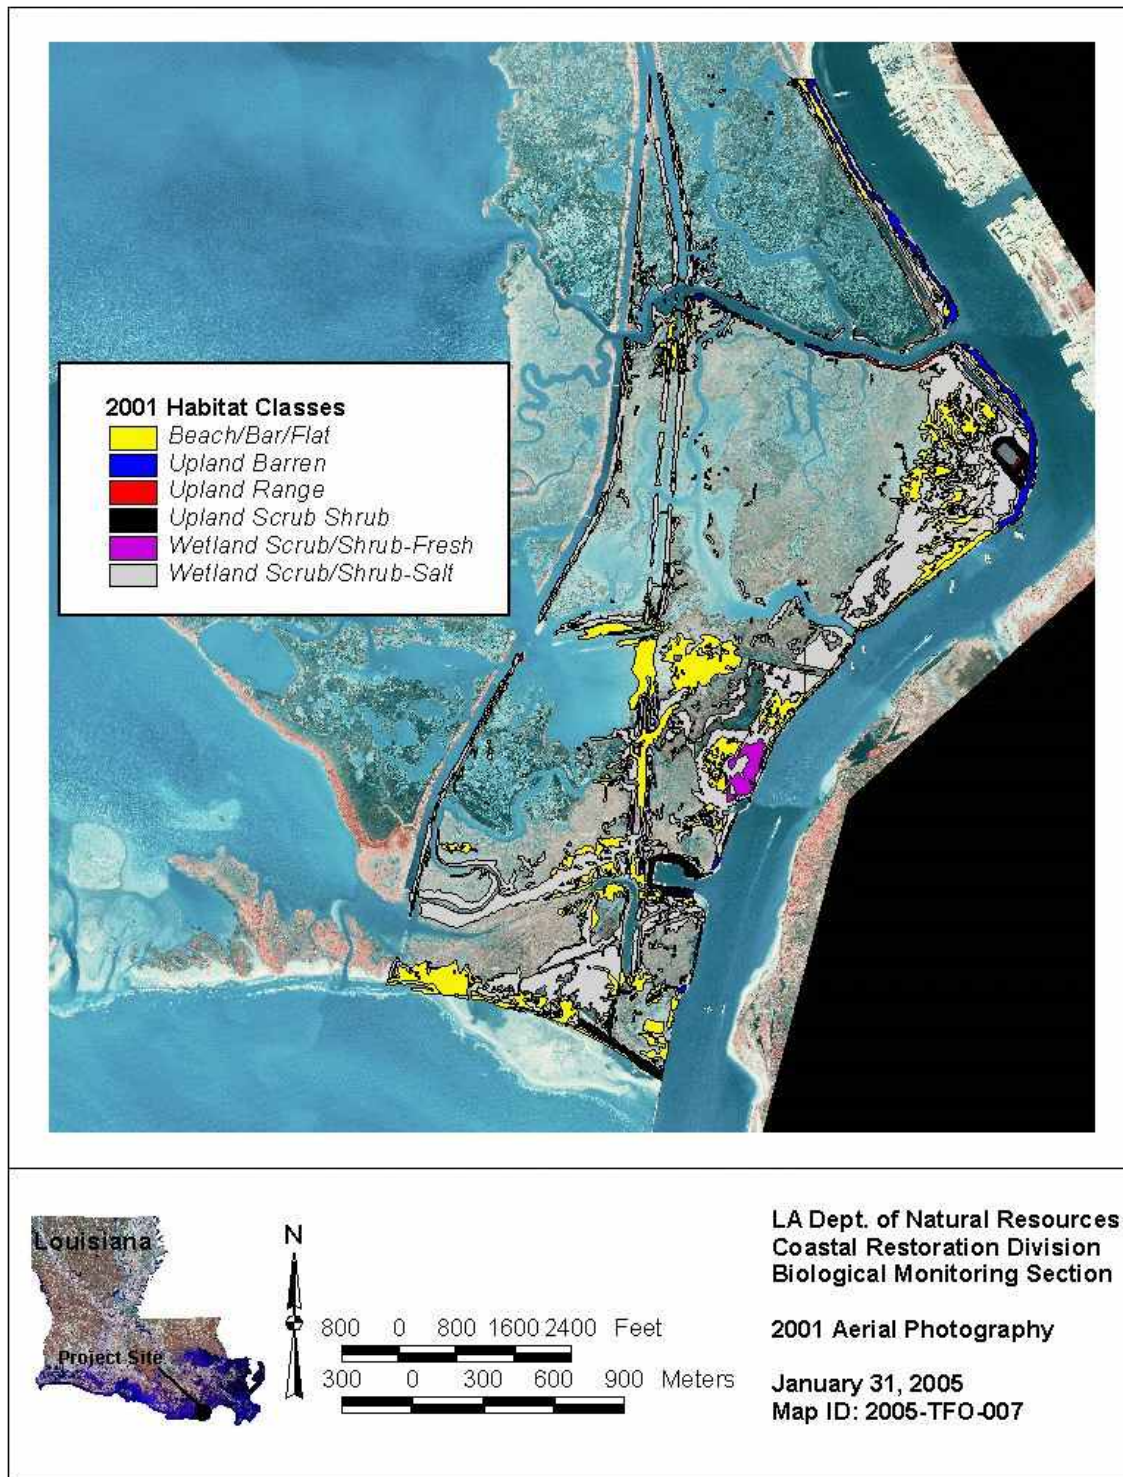 2001 Habitat Classes
Beach/Bar/Flat
Upland Barren
Upland Range
Upland Scrub Shrub
Wetland Scrub/Shrub-Fresh
Wetland Scrub/Shrub-Salt
Louisiana
Project Site
N
800 0 800 1600 2400 Feet
300 0 300 600 900 Meters
LA Dept. of Natural Resources
Coastal Restoration Division
Biological Monitoring Section
2001 Aerial Photography
January 31, 2005
Map ID: 2005-TFO-007